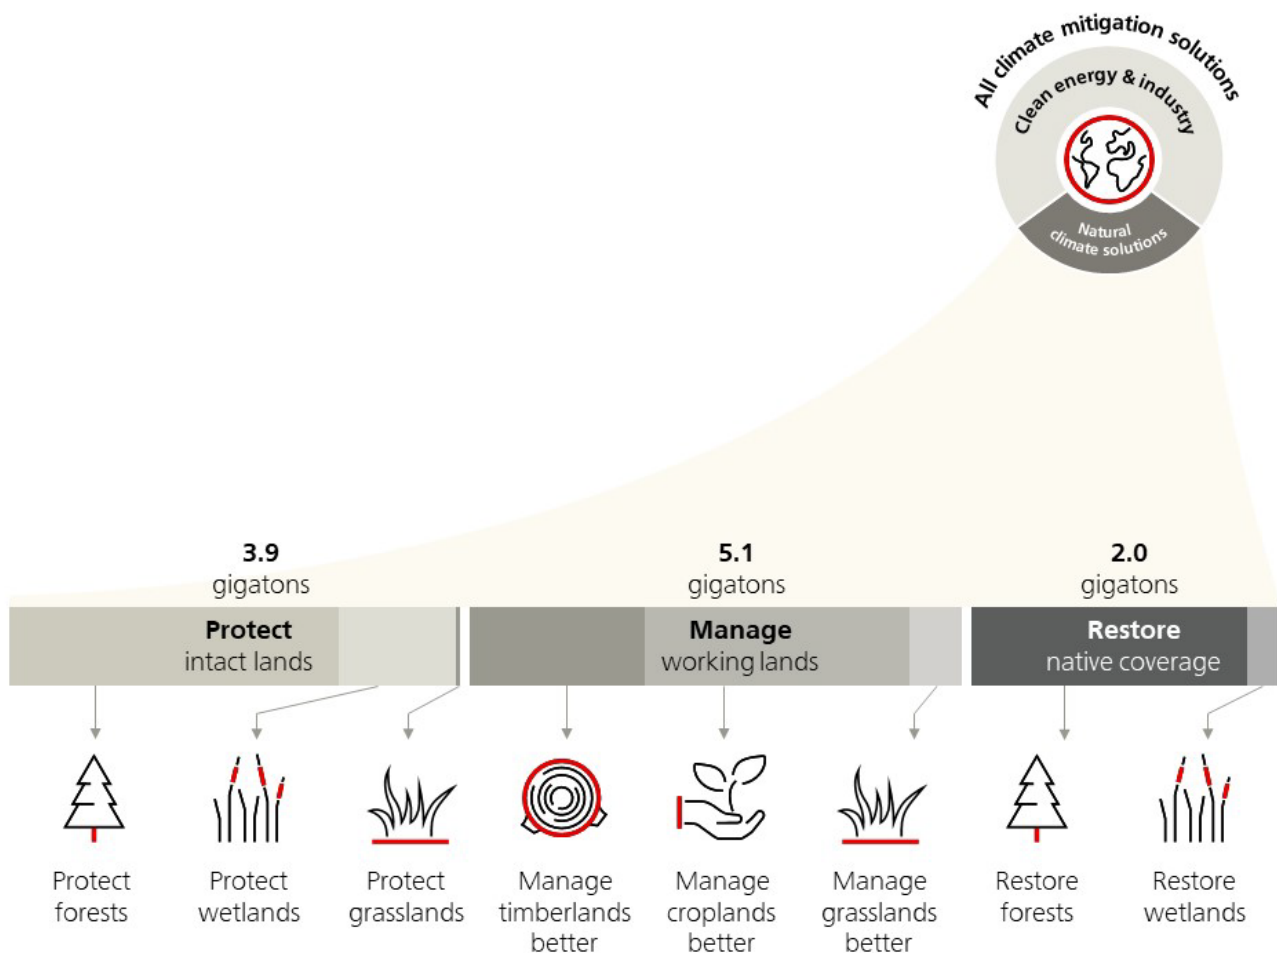 All climate mitigation solutions
Clean energy & industry
Natural
climate solutions
3.9
gigatons
5.1
gigatons
2.0
gigatons
Protect
intact lands
Manage
working lands
Restore
native coverage
Protect
forests
Protect
wetlands
Protect
grasslands
Manage
timberlands
better
Manage
croplands
better
Manage
grasslands
better
Restore
forests
Restore
wetlands